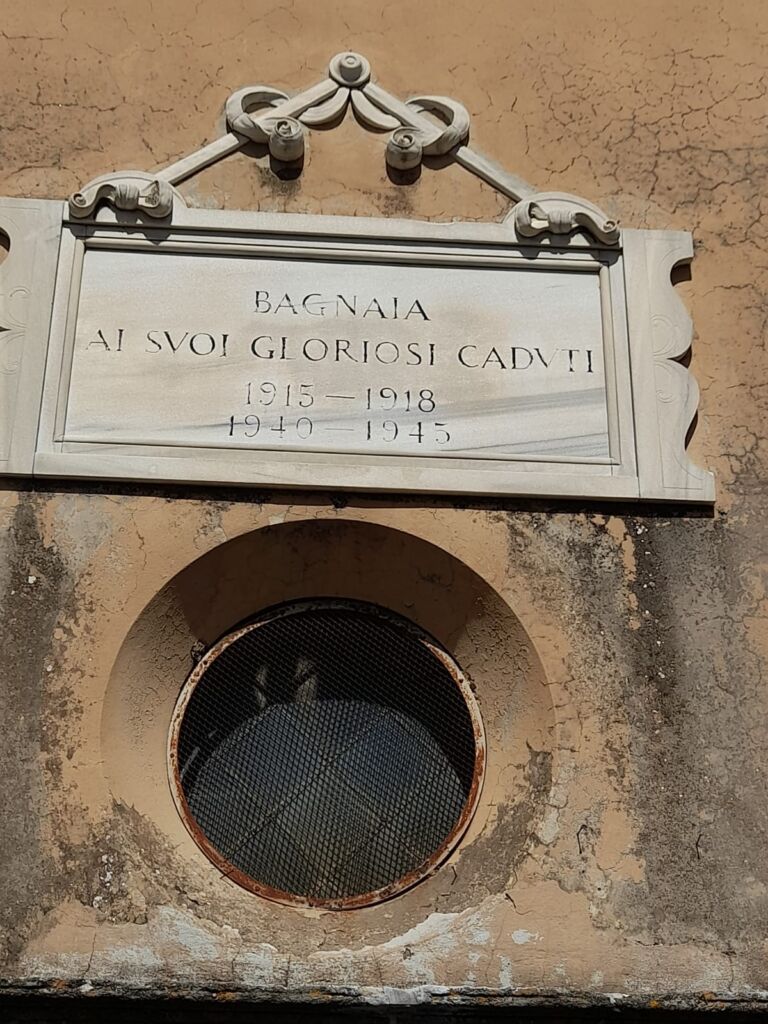 BAGNAIA
AI SVOI GLORIOSI CADVTI
1915 — 1918
1940 — 1945